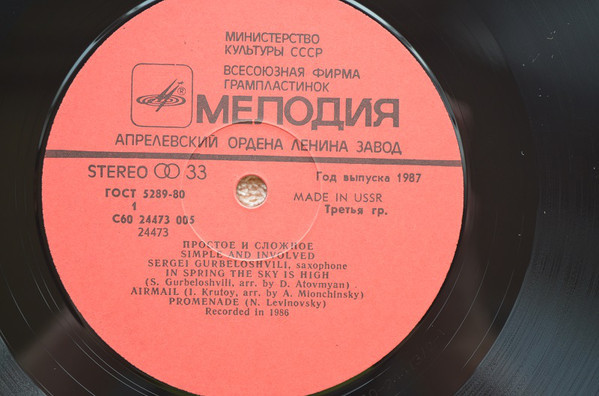 МИНИСТЕРСТВО
КУЛЬТУРЫ СССР
ВСЕСОЮЗНАЯ ФИРМА
ГРАМПЛАСТИНОК
®
МЕЛОДИЯ
АПРЕЛЕВСКИЙ ОРДЕНА ЛЕНИНА ЗАВОД
STEREO 33
Год выпуска 1987
ГОСТ 5289-80
MADE IN USSR
1
Третья гр.
С60 24473 005
24473
ПРОСТОЕ И СЛОЖНОЕ
SIMPLE AND INVOLVED
SERGEI GURBELOSHVILI, saxophone
IN SPRING THE SKY IS HIGH
(S. Gurbeloshvili, arr. by D. Atovmyan)
AIRMAIL (I. Krutoy, arr. by A. Mionchinsky)
PROMENADE (N. Levinovsky)
Recorded in 1986